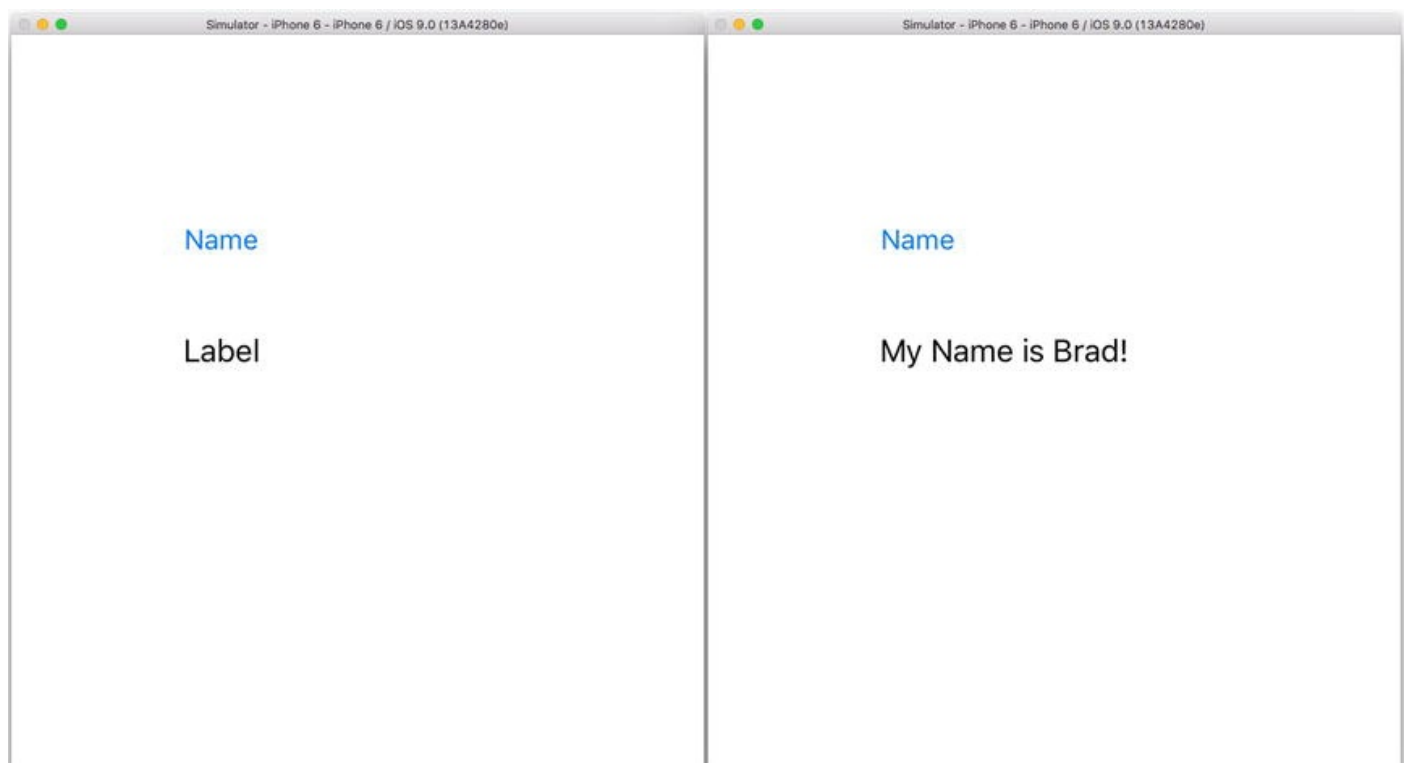 Simulator - iPhone 6 - iPhone 6 / iOS 9.0 (13A4280e)
Name
Label
Simulator - iPhone 6 - iPhone 6 / iOS 9.0 (13A4280e)
Name
My Name is Brad!